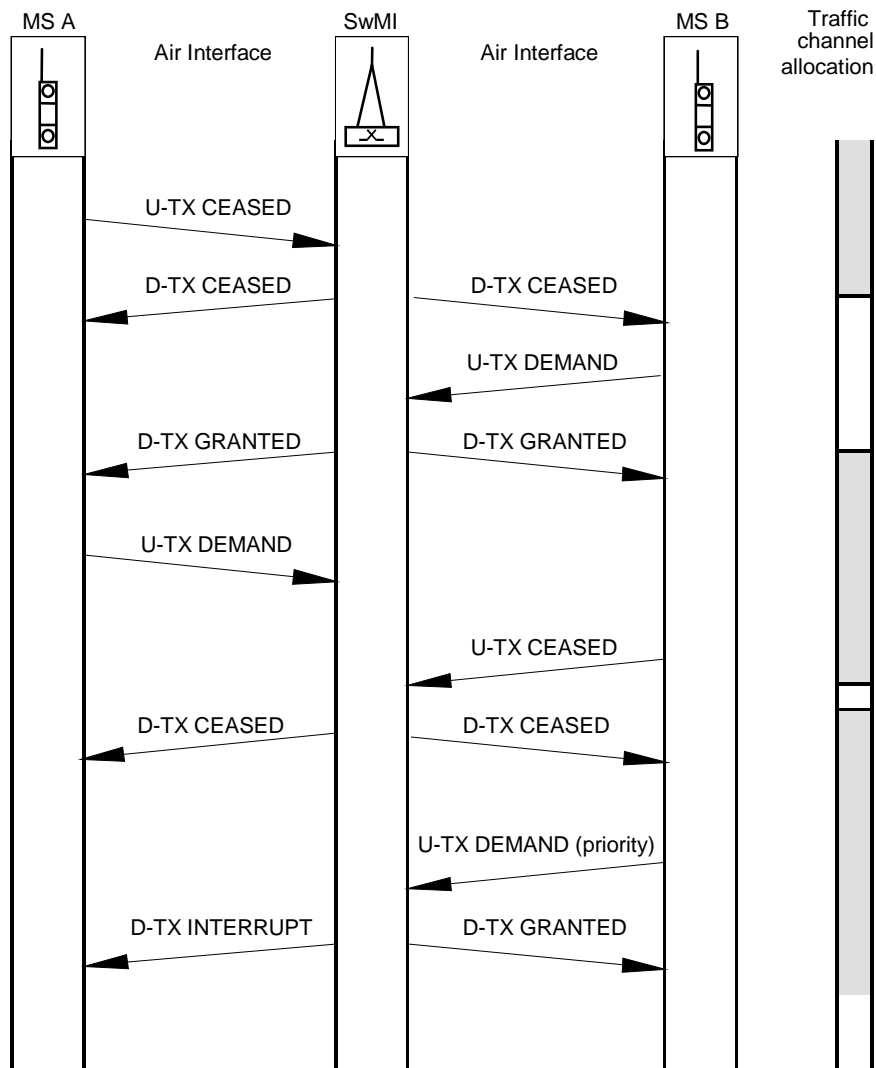 MS A
SwMI
MS B
Traffic
channel
allocation
Air Interface
Air Interface
U-TX CEASED
D-TX CEASED
D-TX CEASED
U-TX DEMAND
D-TX GRANTED
D-TX GRANTED
U-TX DEMAND
U-TX CEASED
D-TX CEASED
D-TX CEASED
U-TX DEMAND (priority)
D-TX INTERRUPT
D-TX GRANTED